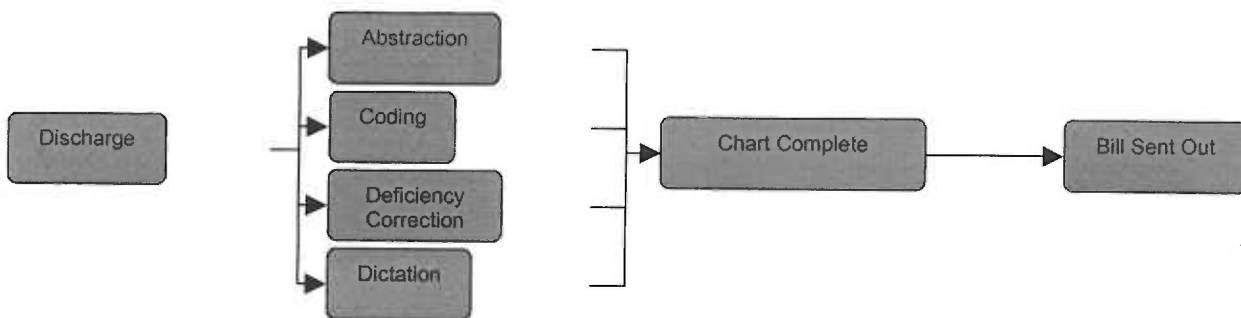 Discharge
Abstraction
Coding
Deficiency
Correction
Dictation
Chart Complete
Bill Sent Out